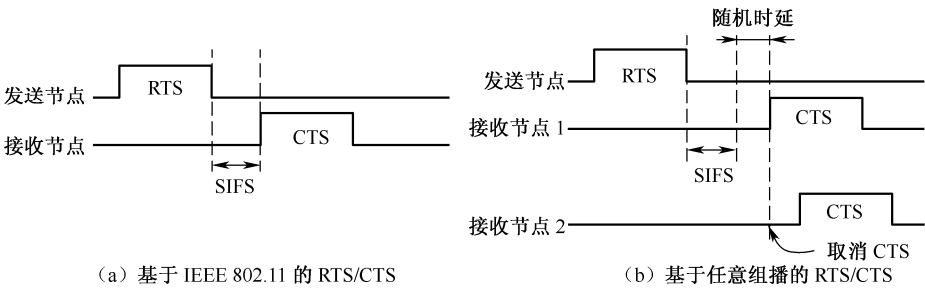 随机时延
发送节点 RTS
接收节点 CTS
SIFS
发送节点 RTS
接收节点 1 CTS
SIFS
接收节点 2 CTS
取消 CTS
（a）基于 IEEE 802.11 的 RTS/CTS
（b）基于任意组播的 RTS/CTS